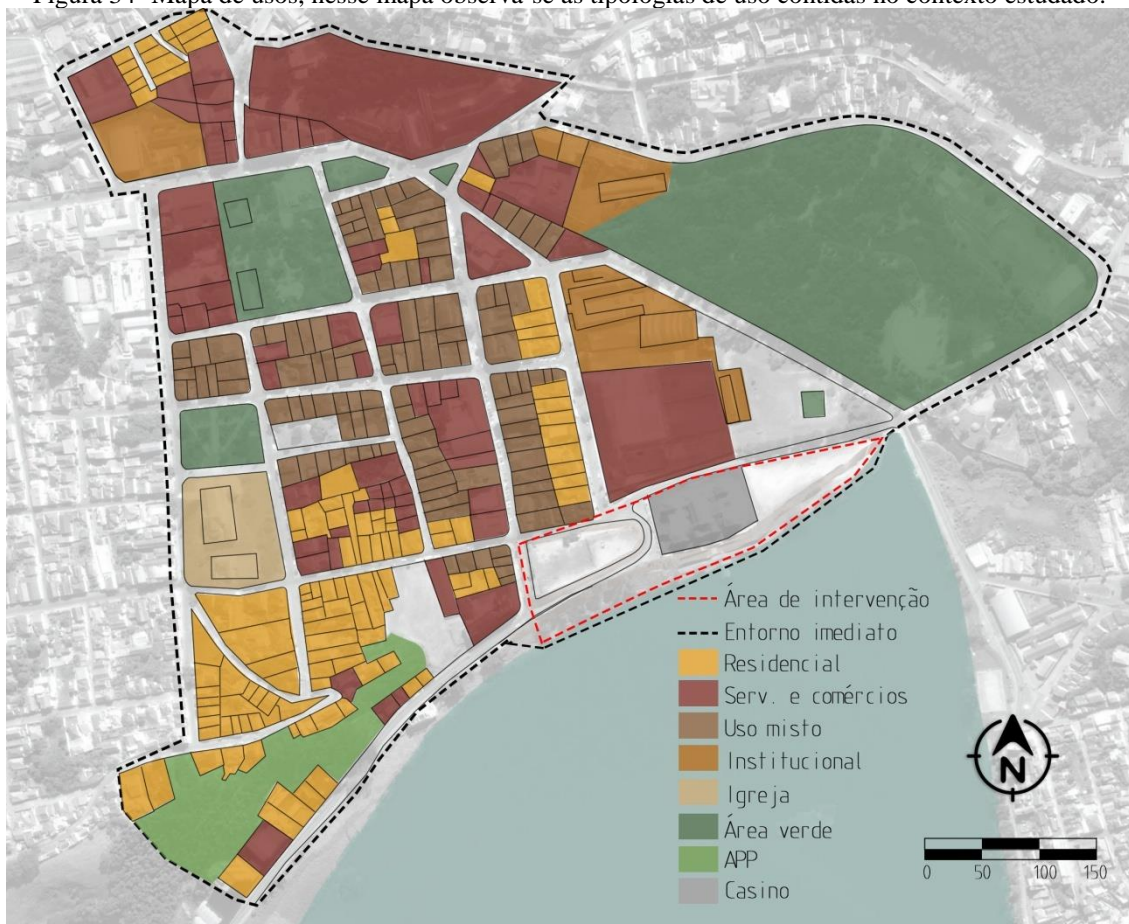 Figura 34- Mapa de usos, nesse mapa observa-se as tipologias de uso contidas no contexto estudado.
Área de intervenção
Entorno imediato
Residencial
Serv. e comércios
Uso misto
Institucional
Igreja
Área verde
APP
Casino
N
0 50 100 150